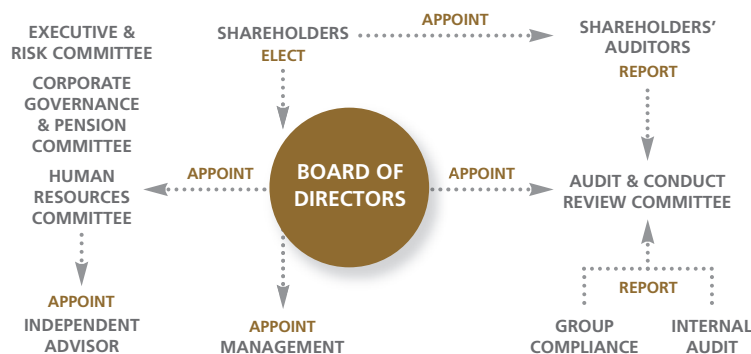 EXECUTIVE &
RISK COMMITTEE
CORPORATE
GOVERNANCE
& PENSION
COMMITTEE
HUMAN
RESOURCES
COMMITTEE
APPOINT
INDEPENDENT
ADVISOR
SHAREHOLDERS
ELECT
APPOINT
SHAREHOLDERS'
AUDITORS
REPORT
APPOINT
BOARD OF
DIRECTORS
APPOINT
AUDIT & CONDUCT
REVIEW COMMITTEE
APPOINT
MANAGEMENT
REPORT
GROUP
COMPLIANCE
INTERNAL
AUDIT